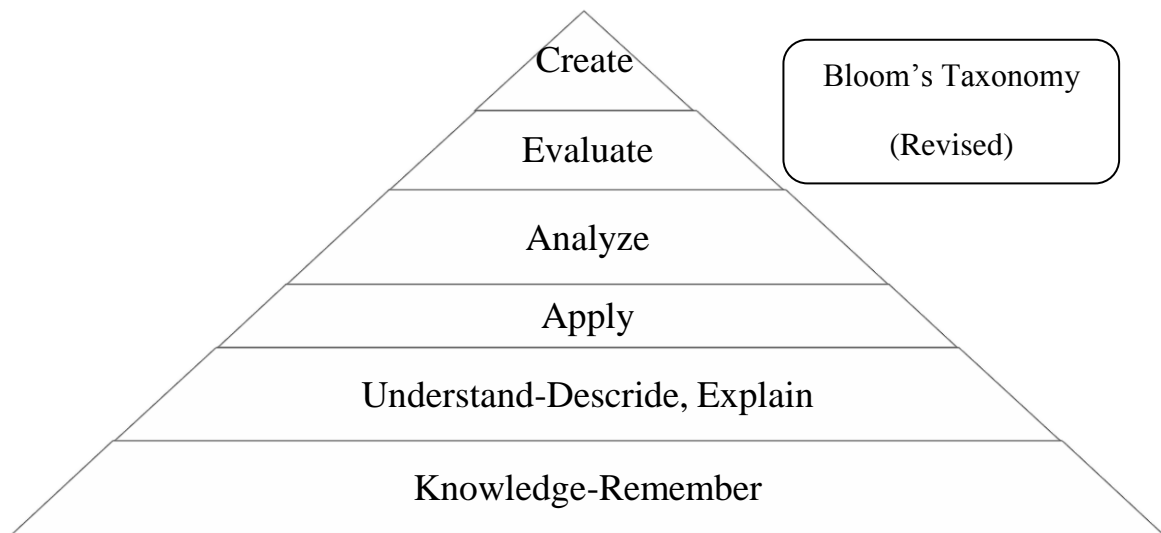 Create
Bloom’s Taxonomy
(Revised)
Evaluate
Analyze
Apply
Understand-Descride, Explain
Knowledge-Remember